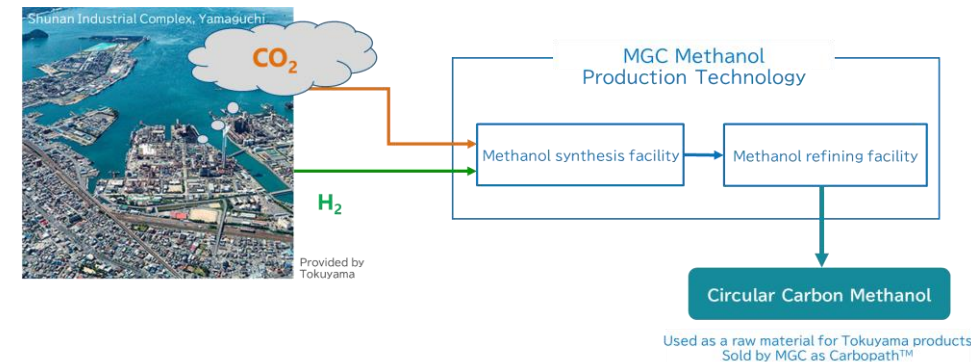 Shunan Industrial Complex, Yamaguchi
CO₂
MGC Methanol
Production Technology
Methanol synthesis facility
Methanol refining facility
H₂
Provided by
Tokuyama
Circular Carbon Methanol
Used as a raw material for Tokuyama products
Sold by MGC as Carbopath™